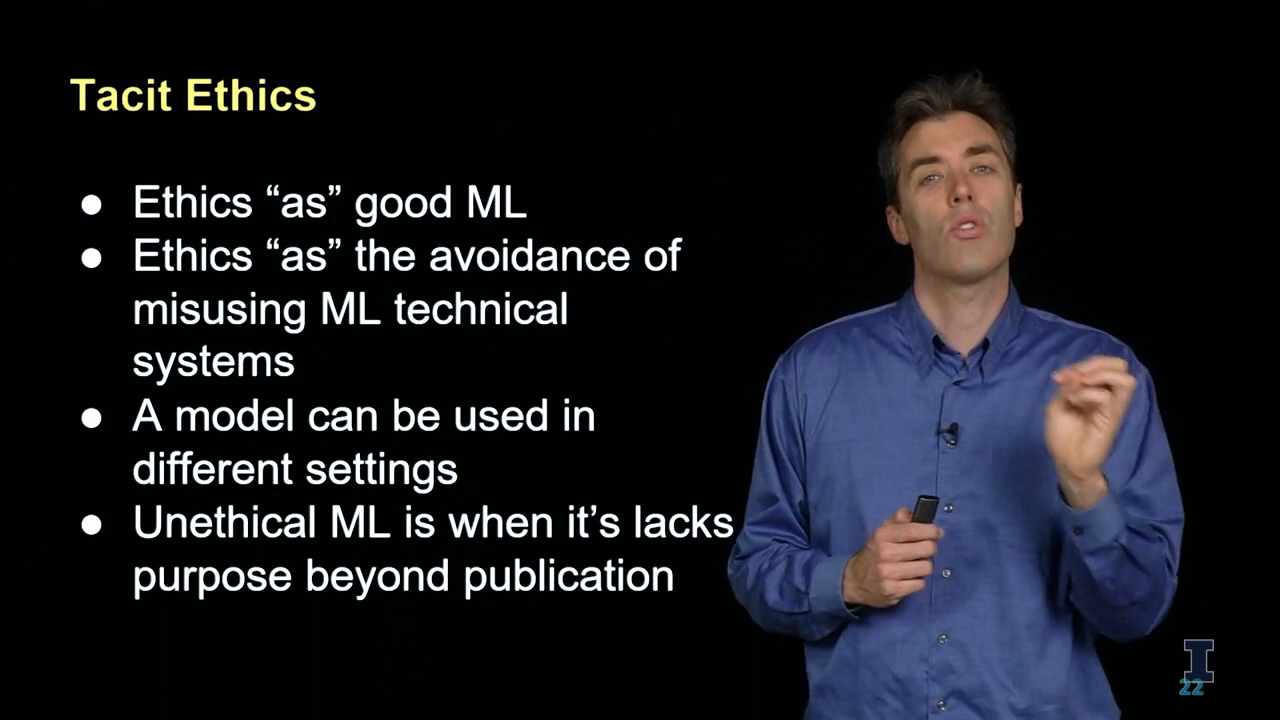 Tacit Ethics
● Ethics “as” good ML
● Ethics “as” the avoidance of
misusing ML technical
systems
● A model can be used in
different settings
● Unethical ML is when it’s lacks
purpose beyond publication
I
22